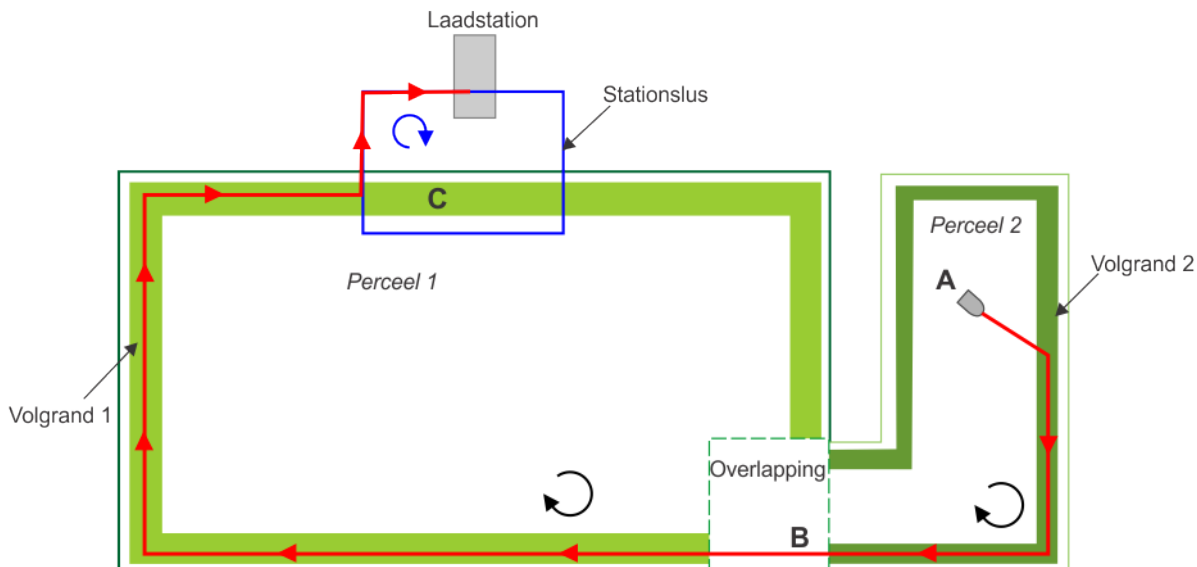 Laadstation
Stationslus
C
Perceel 2
Perceel 1
A
Volgrand 2
Volgrand 1
Overlapping
B